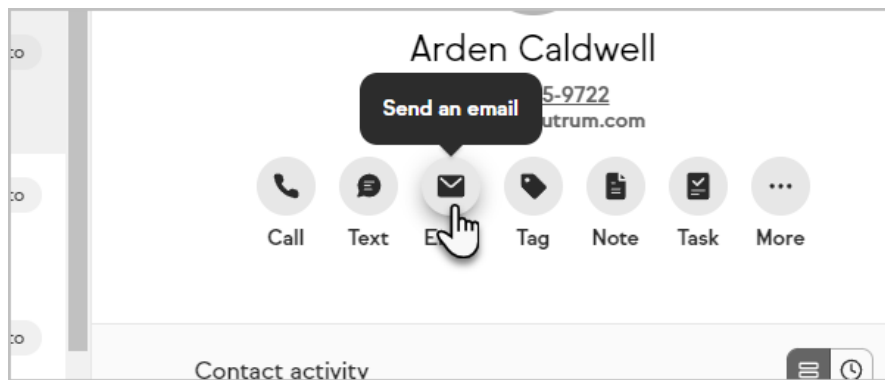 Arden Caldwell
Send an email
5-9722
utrum.com
Call Text E Tag Note Task More
Contact activity